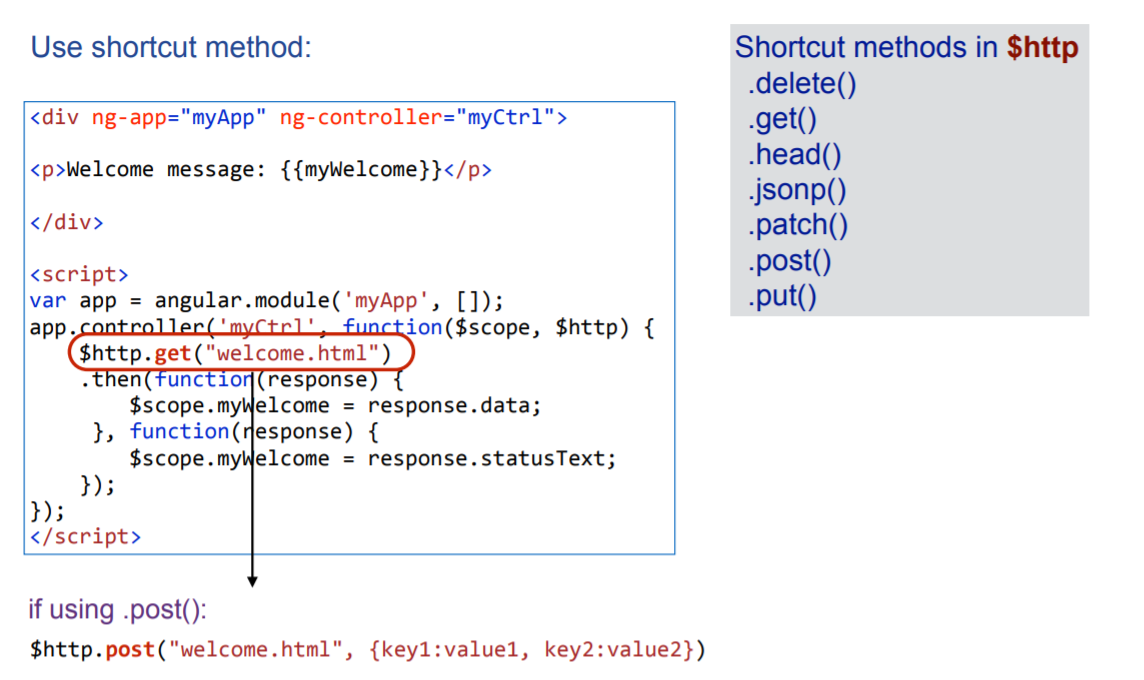 Use shortcut method:
<div ng-app="myApp" ng-controller="myCtrl">
<p>Welcome message: {{myWelcome}}</p>
</div>
<script>
var app = angular.module('myApp', []);
app.controller('myCtrl', function($scope, $http) {
    $http.get("welcome.html")
    .then(function(response) {
        $scope.myWelcome = response.data;
     }, function(response) {
        $scope.myWelcome = response.statusText;
    });
});
</script>
if using .post():
$http.post("welcome.html", {key1:value1, key2:value2})
Shortcut methods in $http
.delete()
.get()
.head()
.jsonp()
.patch()
.post()
.put()